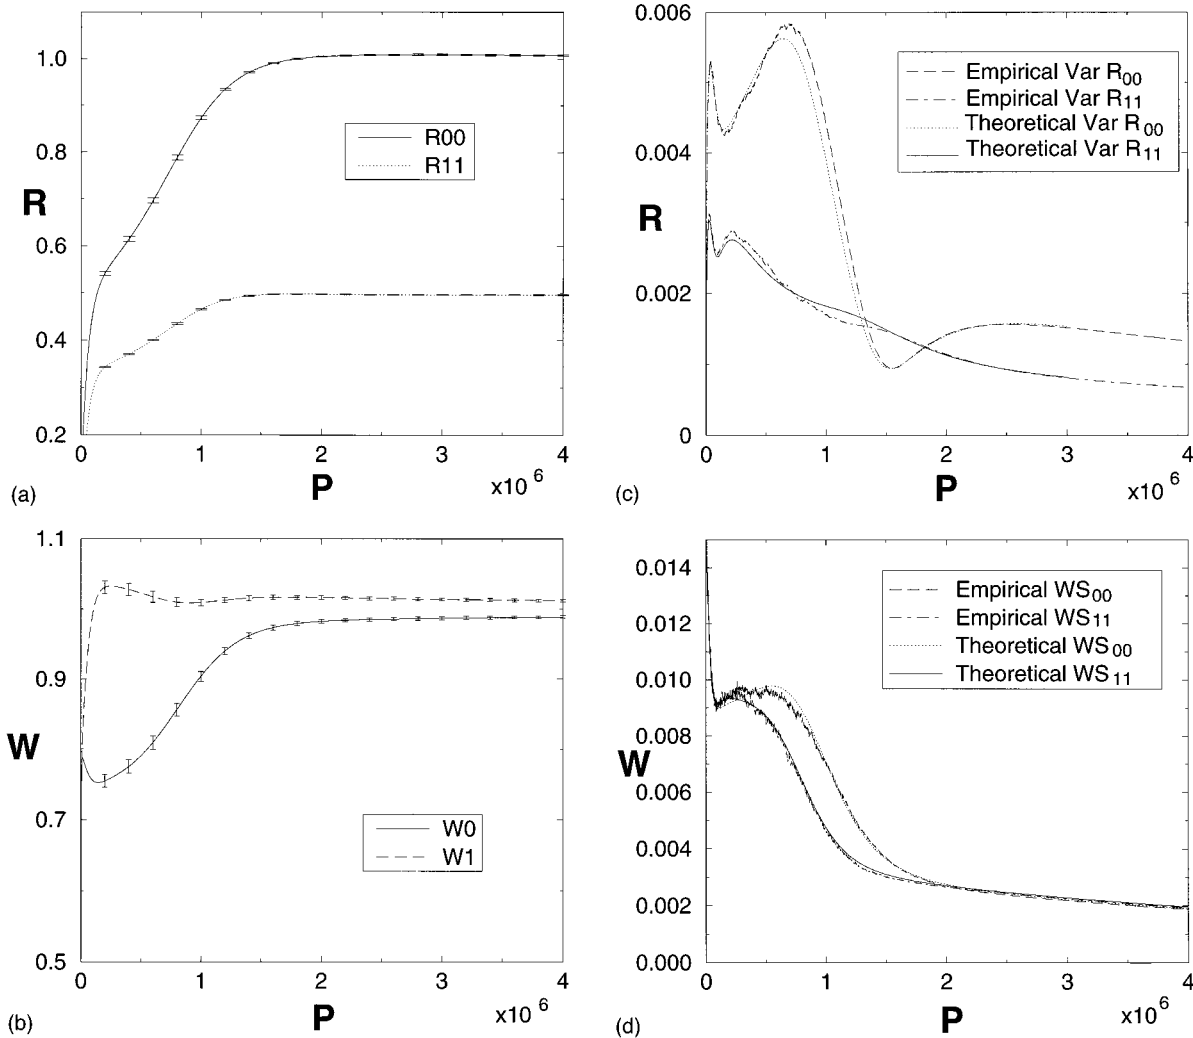 1.0
0.8
R
0.6
0.4
0.2
R00
R11
0 1 2 3 4
(a) P x10 6
0.006
0.004
R
0.002
0
Empirical Var R00
Empirical Var R11
Theoretical Var R00
Theoretical Var R11
0 1 2 3 4
(c) P x10 6
1.1
0.9
W
0.7
0.5
W0
W1
0 1 2 3 4
(b) P x10 6
0.014
0.012
0.010
0.008
W
0.006
0.004
0.002
0.000
Empirical WS00
Empirical WS11
Theoretical WS00
Theoretical WS11
0 1 2 3 4
(d) P x10 6